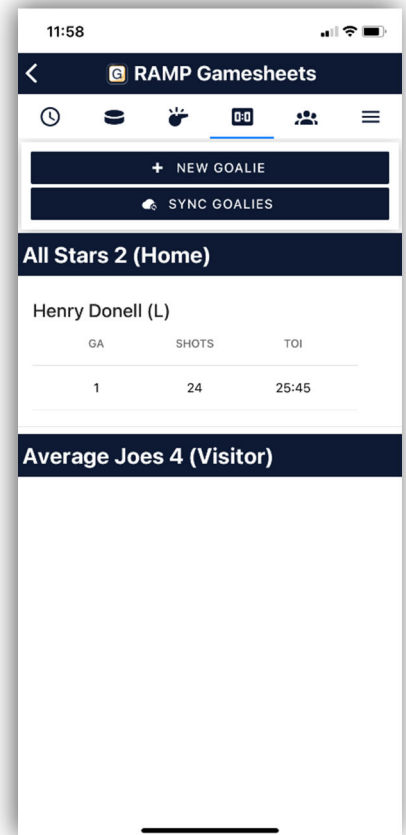 11:58
G RAMP Gamesheets
0:0
+ NEW GOALIE
SYNC GOALIES
All Stars 2 (Home)
Henry Donell (L)
GA SHOTS TOI
1 24 25:45
Average Joes 4 (Visitor)